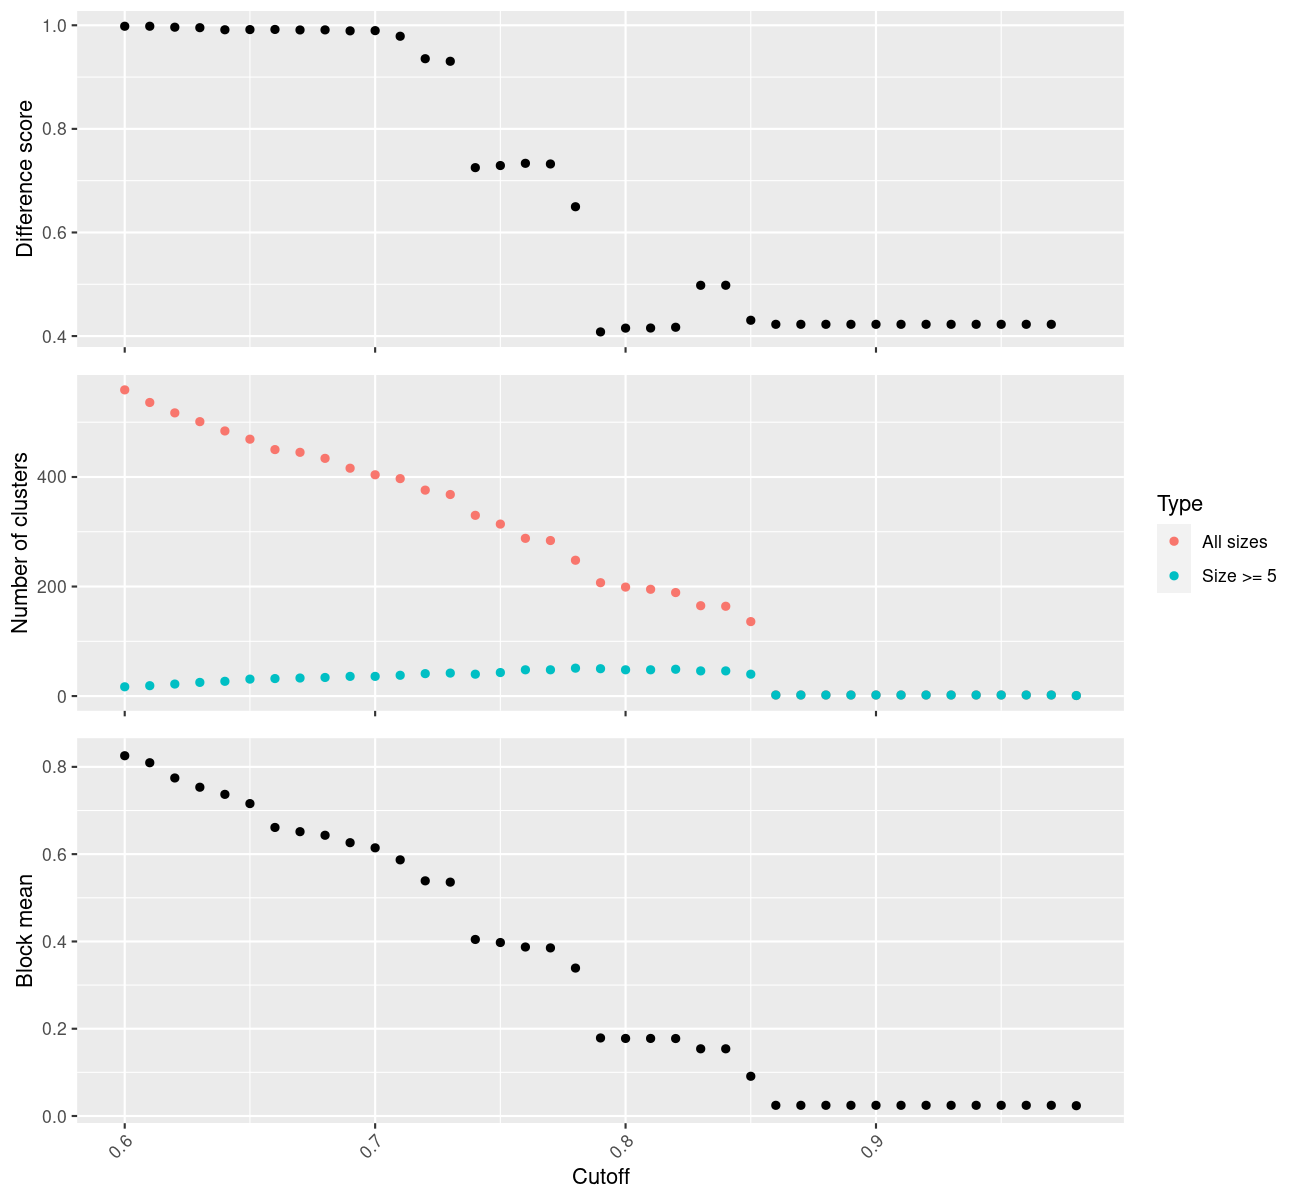 1.0
0.8
0.6
0.4
Difference score
400
200
0
Number of clusters
Type
All sizes
Size >= 5
0.8
0.6
0.4
0.2
0.0
Block mean
0.6
0.7
0.8
0.9
Cutoff